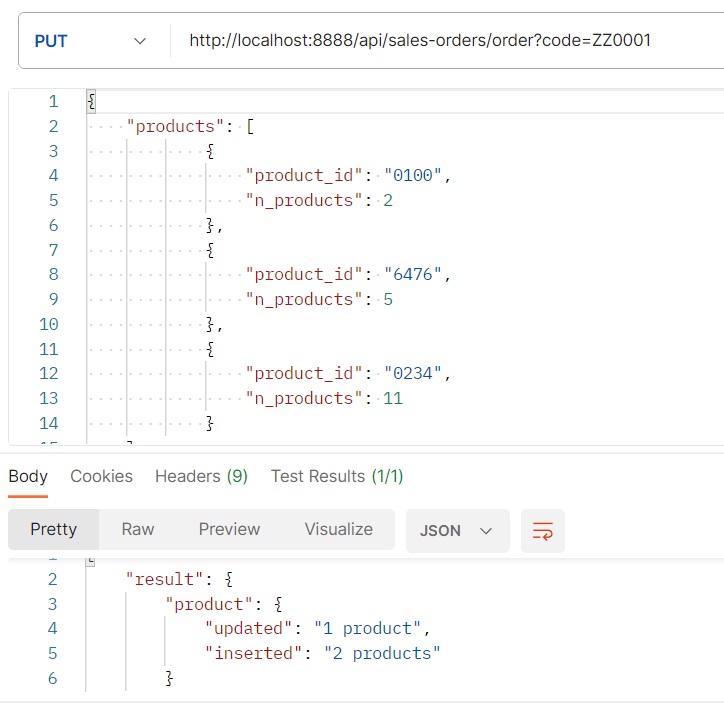 PUT http://localhost:8888/api/sales-orders/order?code=ZZ0001
1 {
2 "products": [
3 {
4 "product_id": "0100",
5 "n_products": 2
6 },
7 {
8 "product_id": "6476",
9 "n_products": 5
10 },
11 {
12 "product_id": "0234",
13 "n_products": 11
14 }
Body Cookies Headers (9) Test Results (1/1)
Pretty Raw Preview Visualize JSON
2 "result": {
3 "product": {
4 "updated": "1 product",
5 "inserted": "2 products"
6 }